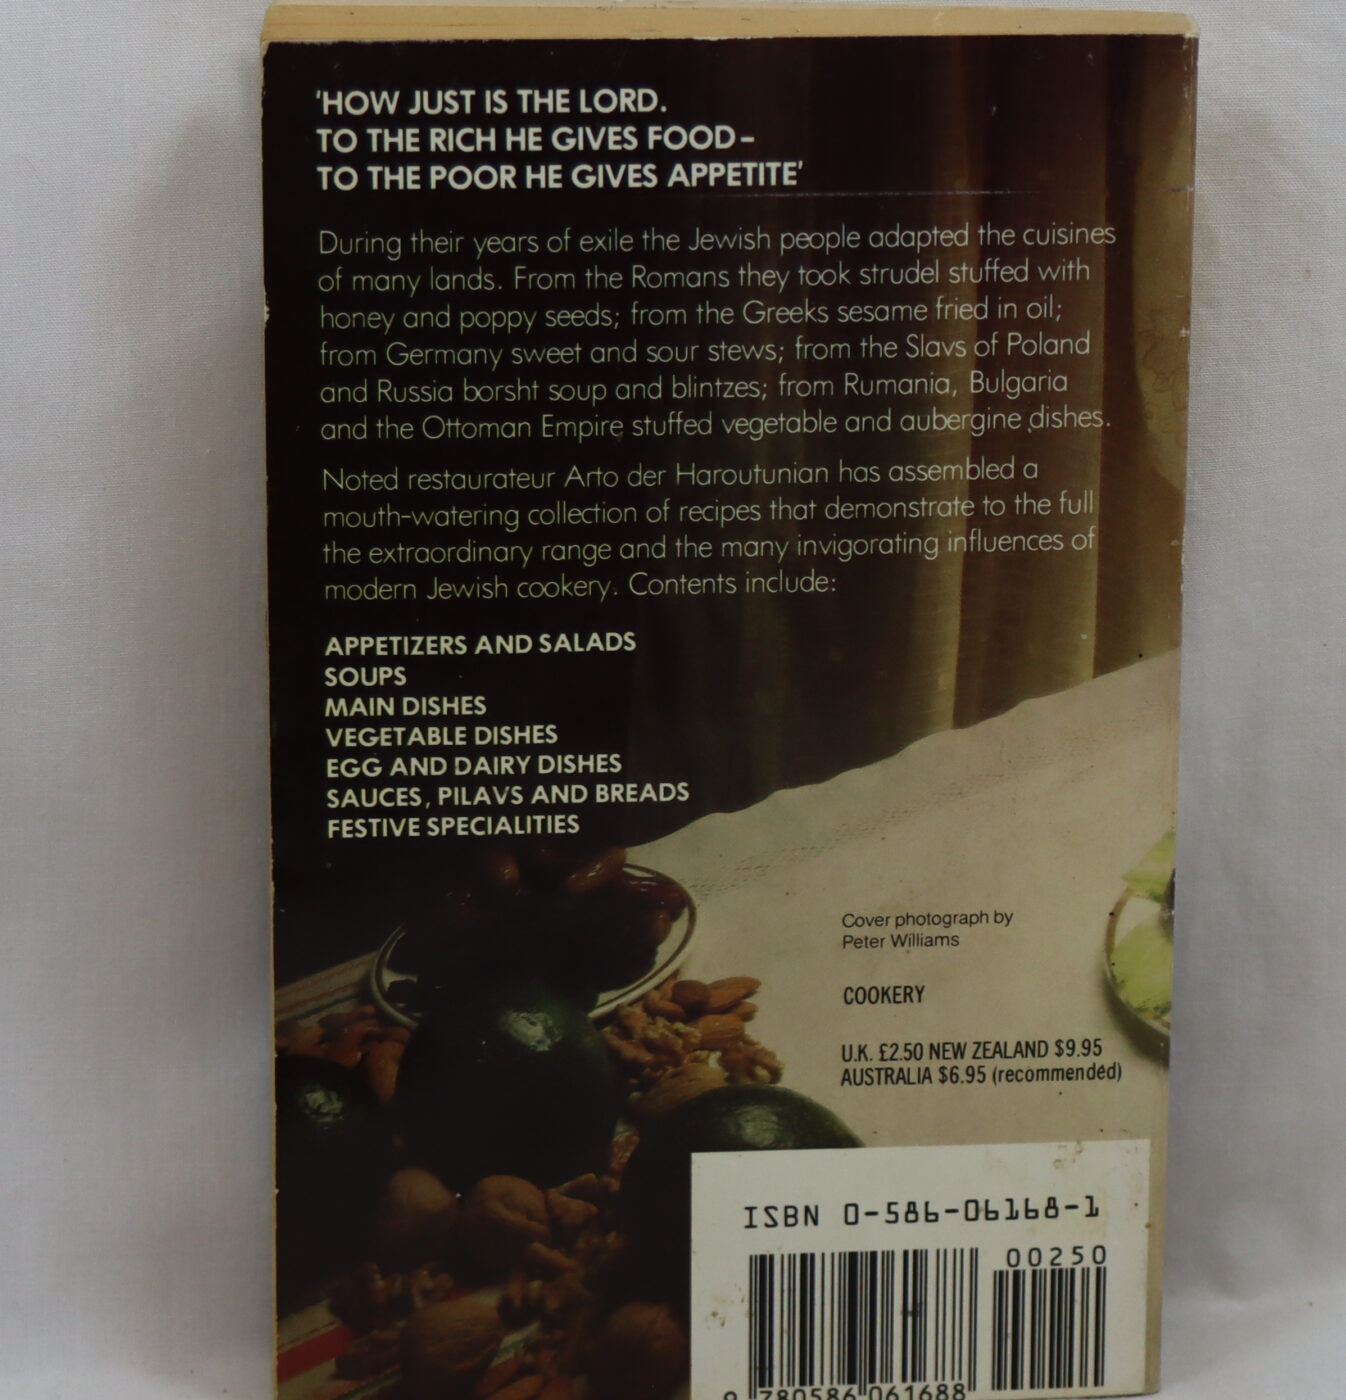 'HOW JUST IS THE LORD.
TO THE RICH HE GIVES FOOD –
TO THE POOR HE GIVES APPETITE'
During their years of exile the Jewish people adapted the cuisines
of many lands. From the Romans they took strudel stuffed with
honey and poppy seeds; from the Greeks sesame fried in oil;
from Germany sweet and sour stews; from the Slavs of Poland
and Russia borsht soup and blintzes; from Rumania, Bulgaria
and the Ottoman Empire stuffed vegetable and aubergine dishes.
Noted restaurateur Arto der Haroutunian has assembled a
mouth-watering collection of recipes that demonstrate to the full
the extraordinary range and the many invigorating influences of
modern Jewish cookery. Contents include:
APPETIZERS AND SALADS
SOUPS
MAIN DISHES
VEGETABLE DISHES
EGG AND DAIRY DISHES
SAUCES, PILAVS AND BREADS
FESTIVE SPECIALITIES
Cover photograph by
Peter Williams
COOKERY
U.K. £2.50 NEW ZEALAND $9.95
AUSTRALIA $6.95 (recommended)
ISBN 0-586-06168-1
00250
9 780586 061688